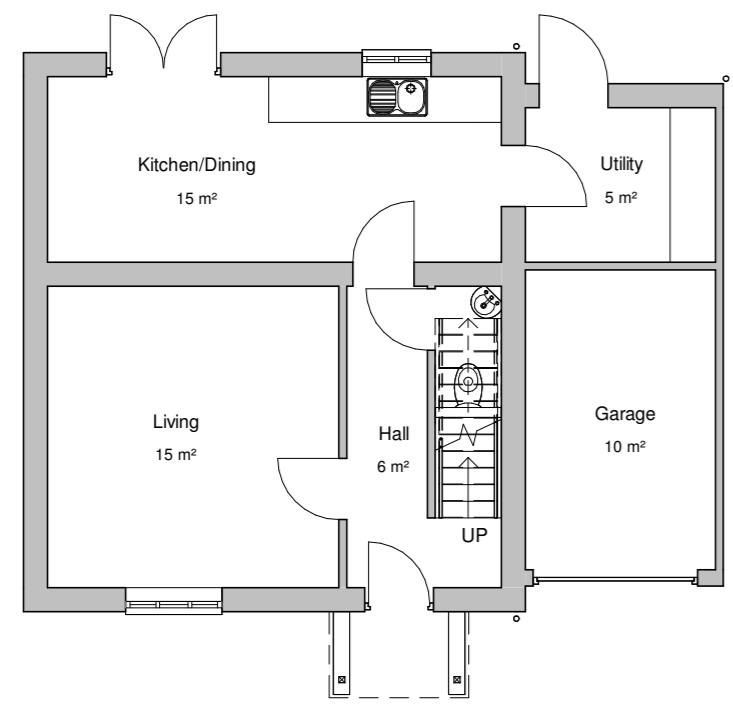 Kitchen/Dining
15 m²
Utility
5 m²
Living
15 m²
Hall
6 m²
Garage
10 m²
UP